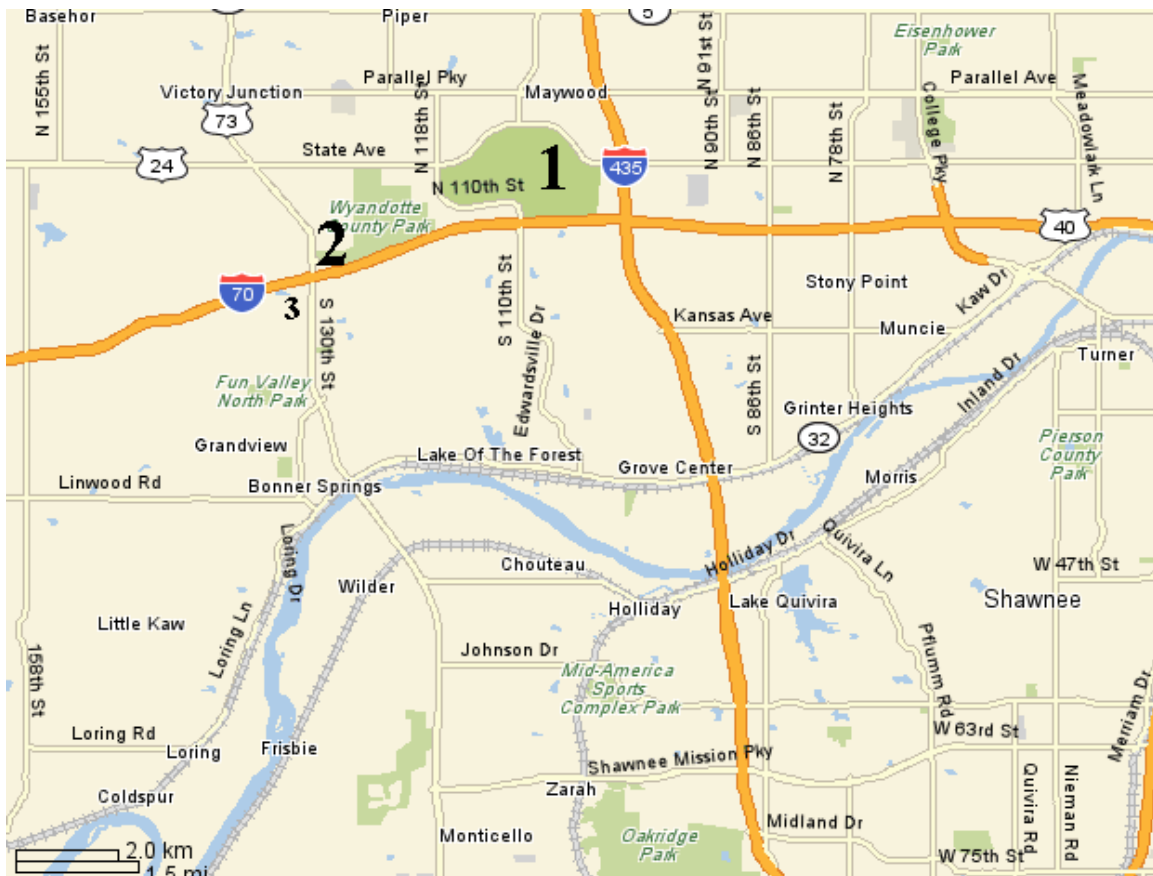 Basehor
Piper
5
Eisenhower
Park
N 155th St
N 91st St
Parallel Pky
Parallel Ave
Victory Junction
Maywood
73
N 118th St
N 90th St
N 86th St
N 78th St
College Pky
Meadowlark Ln
State Ave
24
1
435
N 110th St
Wyandotte
County Park
2
40
70
3
S 130th St
S 110th St
Edwardsville Dr
Stony Point
Kaw Dr
Kansas Ave
Muncie
Turner
Inland Dr
Fun Valley
North Park
S 86th St
Grinter Heights
32
Pierson
County
Park
Grandview
Lake Of The Forest
Grove Center
Morris
Linwood Rd
Bonner Springs
Loring Dr
Holliday Dr
Quivira Ln
Chouteau
W 47th St
Wilder
Holliday
Lake Quivira
Shawnee
Little Kaw
Loring Ln
158th St
Johnson Dr
Mid-America
Sports
Complex Park
Pflumm Rd
Merriam Dr
Loring Rd
Loring
Frisbie
W 63rd St
Shawnee Mission Pky
Zarah
Quivira Rd
Nieman Rd
Coldspur
Monticello
Oakridge
Park
Midland Dr
W 75th St
2.0 km
1.5 mi